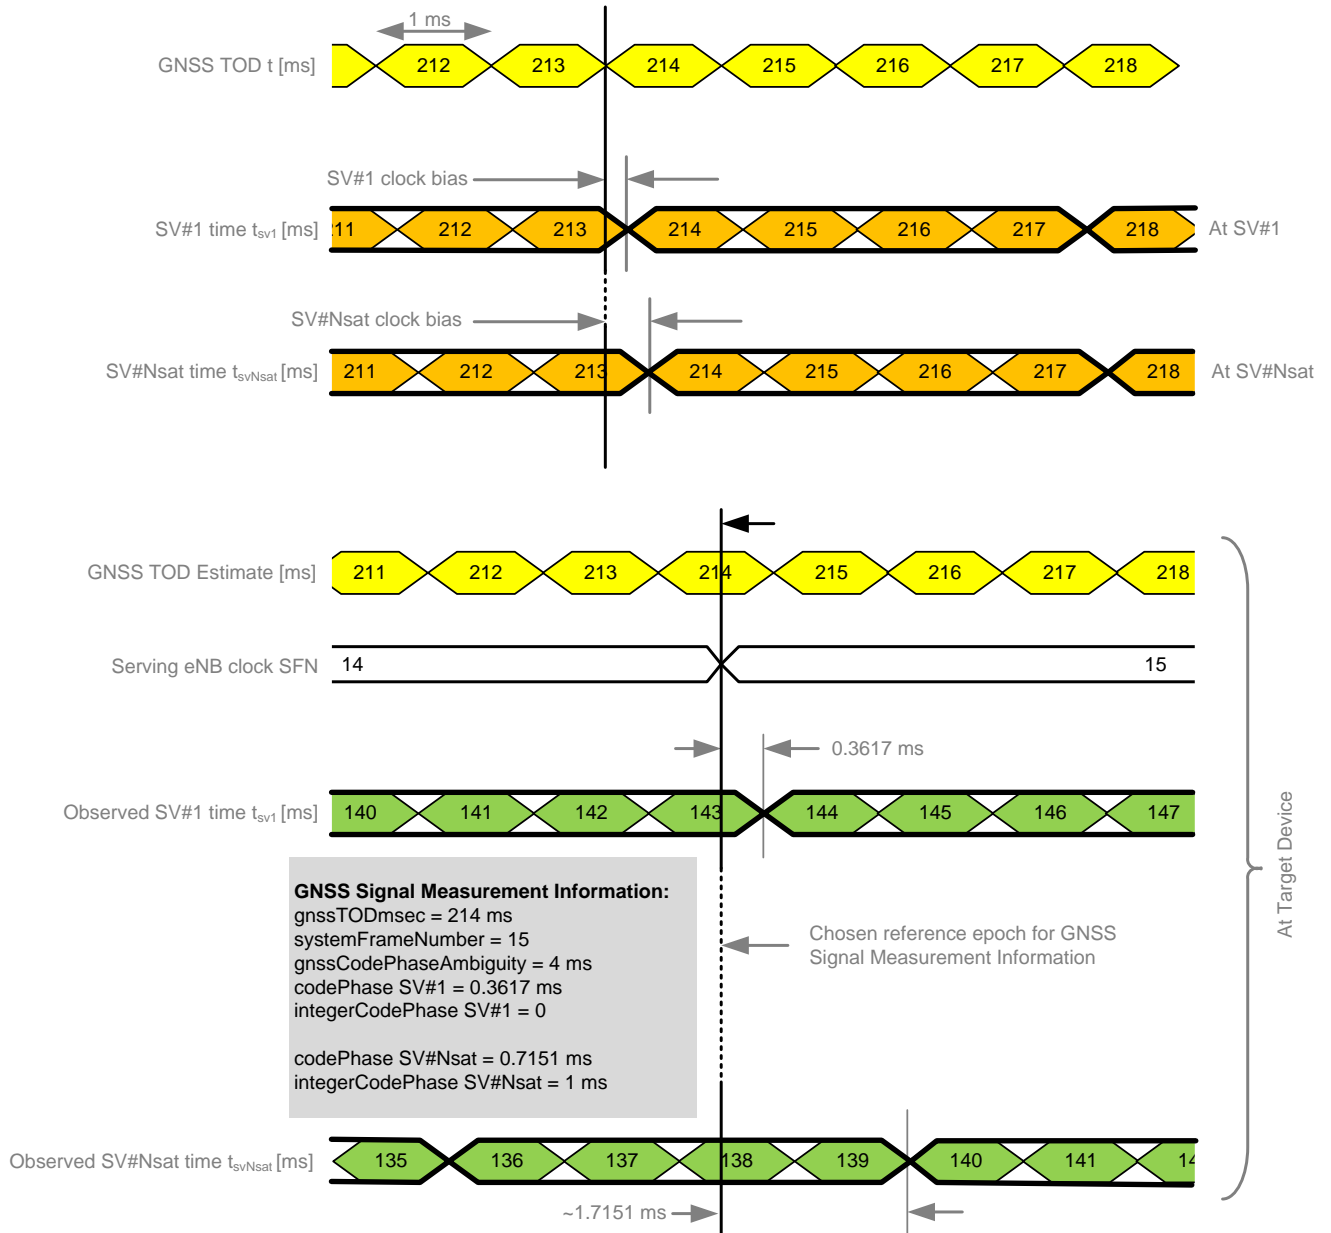 1 ms
GNSS TOD t [ms] 212 213 214 215 216 217 218
SV#1 clock bias
SV#1 time tsv1 [ms] 11 212 213 214 215 216 217 218 At SV#1
SV#Nsat clock bias
SV#Nsat time tsvNsat [ms] 211 212 213 214 215 216 217 218 At SV#Nsat
GNSS TOD Estimate [ms] 211 212 213 214 215 216 217 218
Serving eNB clock SFN 14 15
0.3617 ms
Observed SV#1 time tsv1 [ms] 140 141 142 143 144 145 146 147
At Target Device
GNSS Signal Measurement Information:
gnssTODmsec = 214 ms
systemFrameNumber = 15
gnssCodePhaseAmbiguity = 4 ms
codePhase SV#1 = 0.3617 ms
integerCodePhase SV#1 = 0
codePhase SV#Nsat = 0.7151 ms
integerCodePhase SV#Nsat = 1 ms
Chosen reference epoch for GNSS
Signal Measurement Information
Observed SV#Nsat time tsvNsat [ms] 135 136 137 138 139 140 141 14
~1.7151 ms